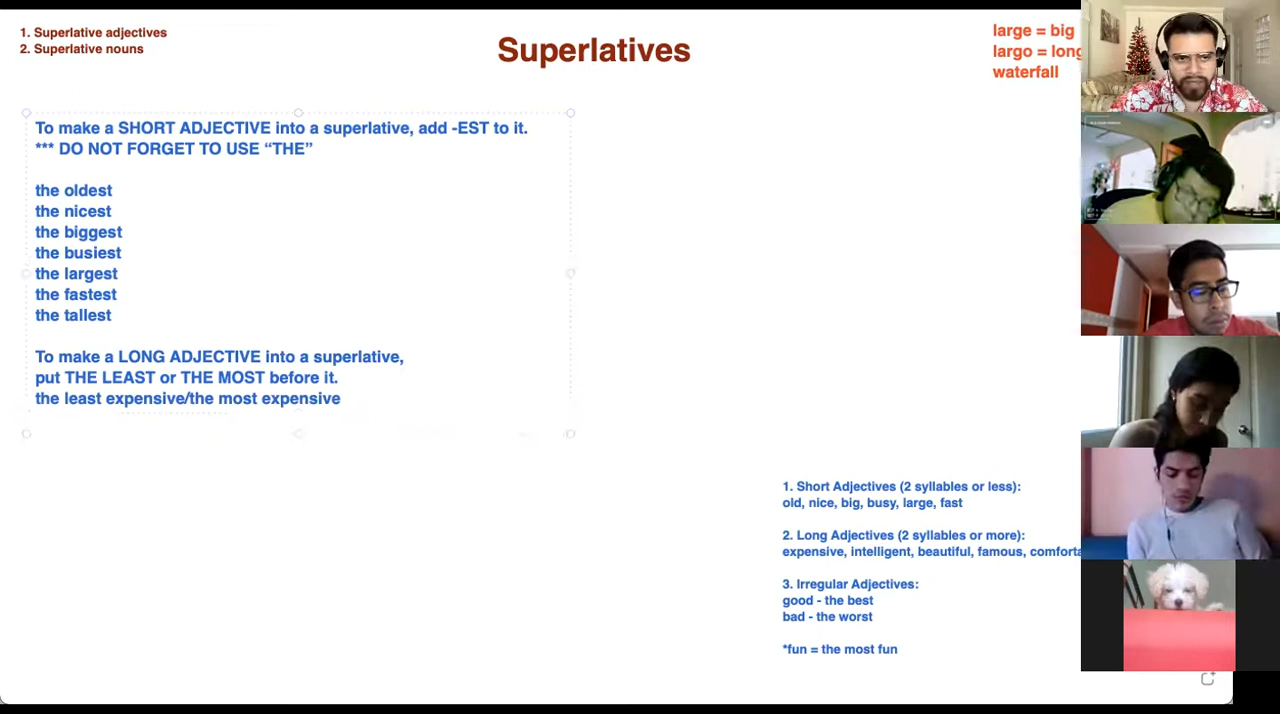 1. Superlative adjectives
2. Superlative nouns
Superlatives
large = big
largo = long
waterfall
To make a SHORT ADJECTIVE into a superlative, add -EST to it.
*** DO NOT FORGET TO USE “THE”
the oldest
the nicest
the biggest
the busiest
the largest
the fastest
the tallest
To make a LONG ADJECTIVE into a superlative,
put THE LEAST or THE MOST before it.
the least expensive/the most expensive
1. Short Adjectives (2 syllables or less):
old, nice, big, busy, large, fast
2. Long Adjectives (2 syllables or more):
expensive, intelligent, beautiful, famous,
3. Irregular Adjectives:
good - the best
bad - the worst
*fun = the most fun